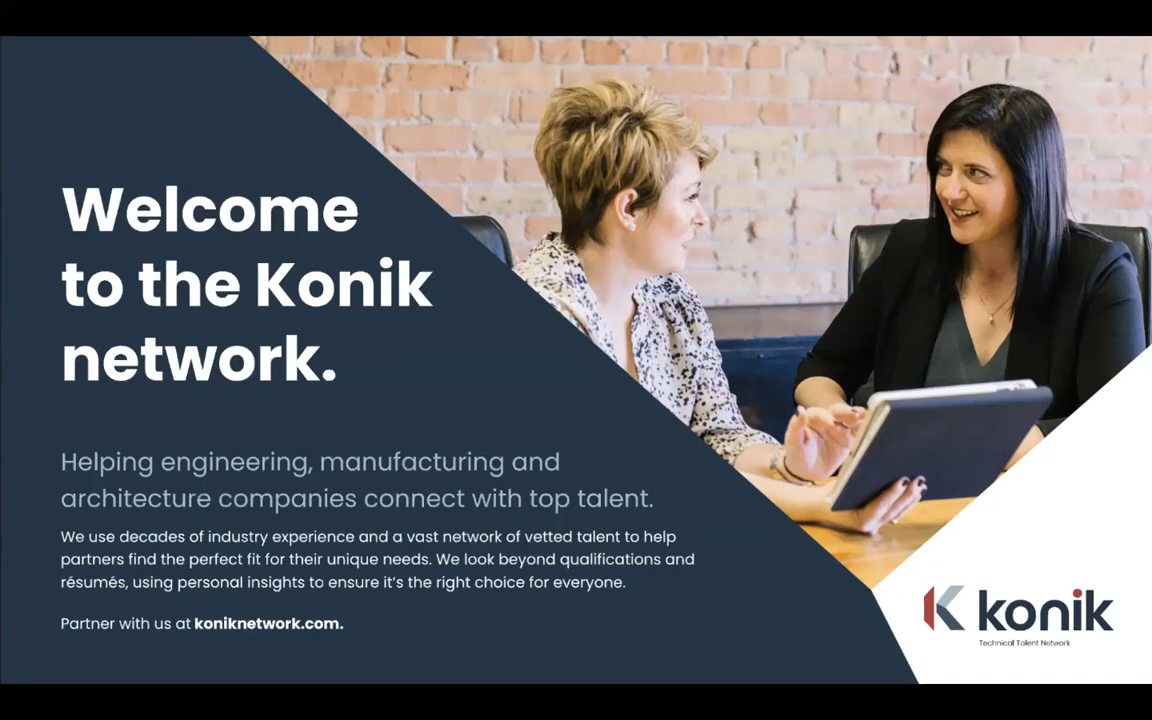 Welcome
to the Konik
network.
Helping engineering, manufacturing and
architecture companies connect with top talent.
We use decades of industry experience and a vast network of vetted talent to help
partners find the perfect fit for their unique needs. We look beyond qualifications and
résumés, using personal insights to ensure it's the right choice for everyone.
Partner with us at koniknetwork.com.
konik
Technical Talent Network